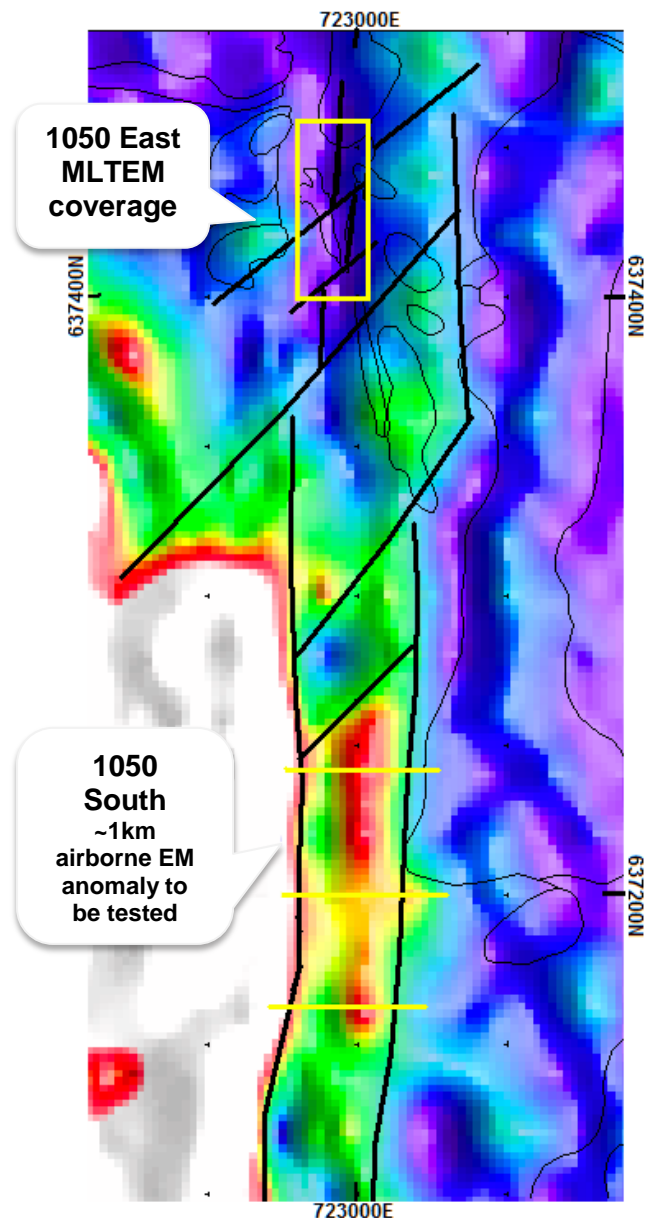 723000E
1050 East
MLTEM
coverage
637400N
637400N
1050
South
~1km
airborne EM
anomaly to
be tested
637200N
723000E